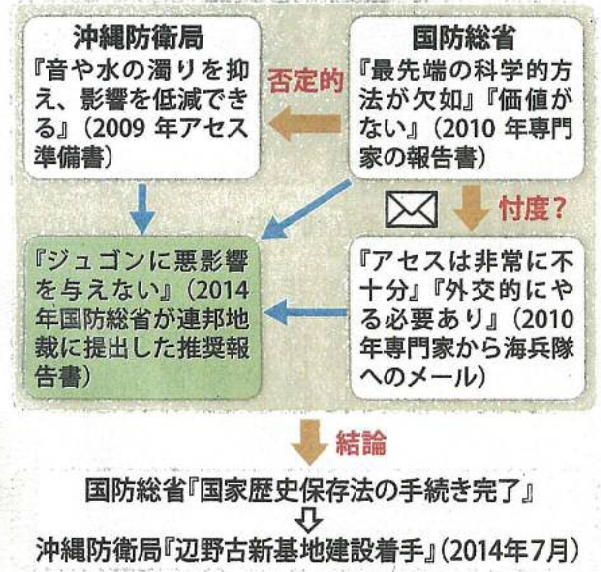 沖縄防衛局
『音や水の濁りを抑
え、影響を低減でき
る』（2009 年アセス
準備書）
否定的
国防総省
『最先端の科学的方
法が欠如』『価値が
ない』（2010 年専門
家の報告書）
忖度？
『ジュゴンに悪影響
を与えない』（2014
年国防総省が連邦地
裁に提出した推奨報
告書）
『アセスは非常に不
十分』『外交的にや
る必要あり』（2010
年専門家から海兵隊
へのメール）
結論
国防総省『国家歴史保存法の手続き完了』
沖縄防衛局『辺野古新基地建設着手』（2014年7月）